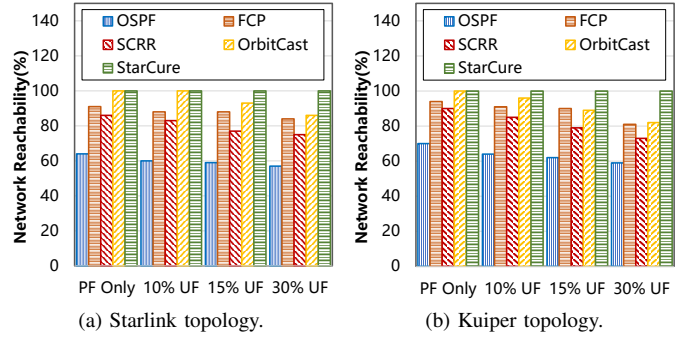 Network Reachability(%)
140
120
100
80
60
40
20
0
OSPF FCP
SCRR OrbitCast
StarCure
PF Only 10% UF 15% UF 30% UF
(a) Starlink topology.
Network Reachability(%)
140
120
100
80
60
40
20
0
OSPF FCP
SCRR OrbitCast
StarCure
PF Only 10% UF 15% UF 30% UF
(b) Kuiper topology.